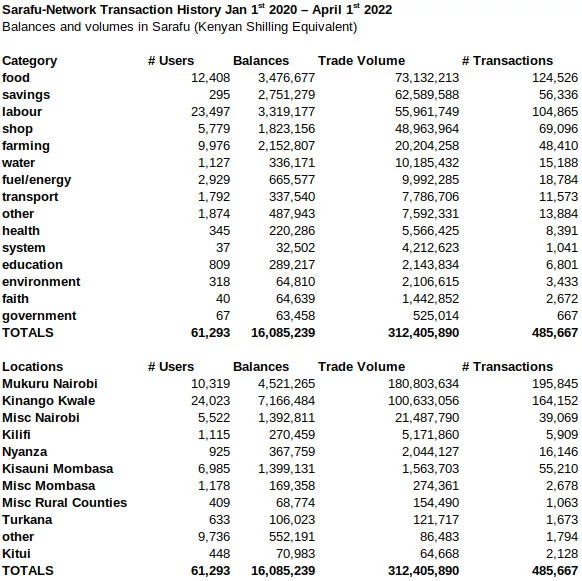 Sarafu-Network Transaction History Jan 1st 2020 – April 1st 2022
Balances and volumes in Sarafu (Kenyan Shilling Equivalent)
Category # Users Balances Trade Volume # Transactions
food 12,408 3,476,677 73,132,213 124,526
savings 295 2,751,279 62,589,588 56,336
labour 23,497 3,319,177 55,961,749 104,865
shop 5,779 1,823,156 48,963,964 69,096
farming 9,976 2,152,807 20,204,258 48,410
water 1,127 336,171 10,185,432 15,188
fuel/energy 2,929 665,577 9,992,285 18,784
transport 1,792 337,540 7,786,706 11,573
other 1,874 487,943 7,592,331 13,884
health 345 220,286 5,566,425 8,391
system 37 32,502 4,212,623 1,041
education 809 289,217 2,143,834 6,801
environment 318 64,810 2,106,615 3,433
faith 40 64,639 1,442,852 2,672
government 67 63,458 525,014 667
TOTALS 61,293 16,085,239 312,405,890 485,667
Locations # Users Balances Trade Volume # Transactions
Mukuru Nairobi 10,319 4,521,265 180,803,634 195,845
Kinango Kwale 24,023 7,166,484 100,633,056 164,152
Misc Nairobi 5,522 1,392,811 21,487,790 39,069
Kilifi 1,115 270,459 5,171,860 5,909
Nyanza 925 367,759 2,044,127 16,146
Kisauni Mombasa 6,985 1,399,131 1,563,703 55,210
Misc Mombasa 1,178 169,358 274,361 2,678
Misc Rural Counties 409 68,774 154,490 1,063
Turkana 633 106,023 121,717 1,673
other 9,736 552,191 86,483 1,794
Kitui 448 70,983 64,668 2,128
TOTALS 61,293 16,085,239 312,405,890 485,667